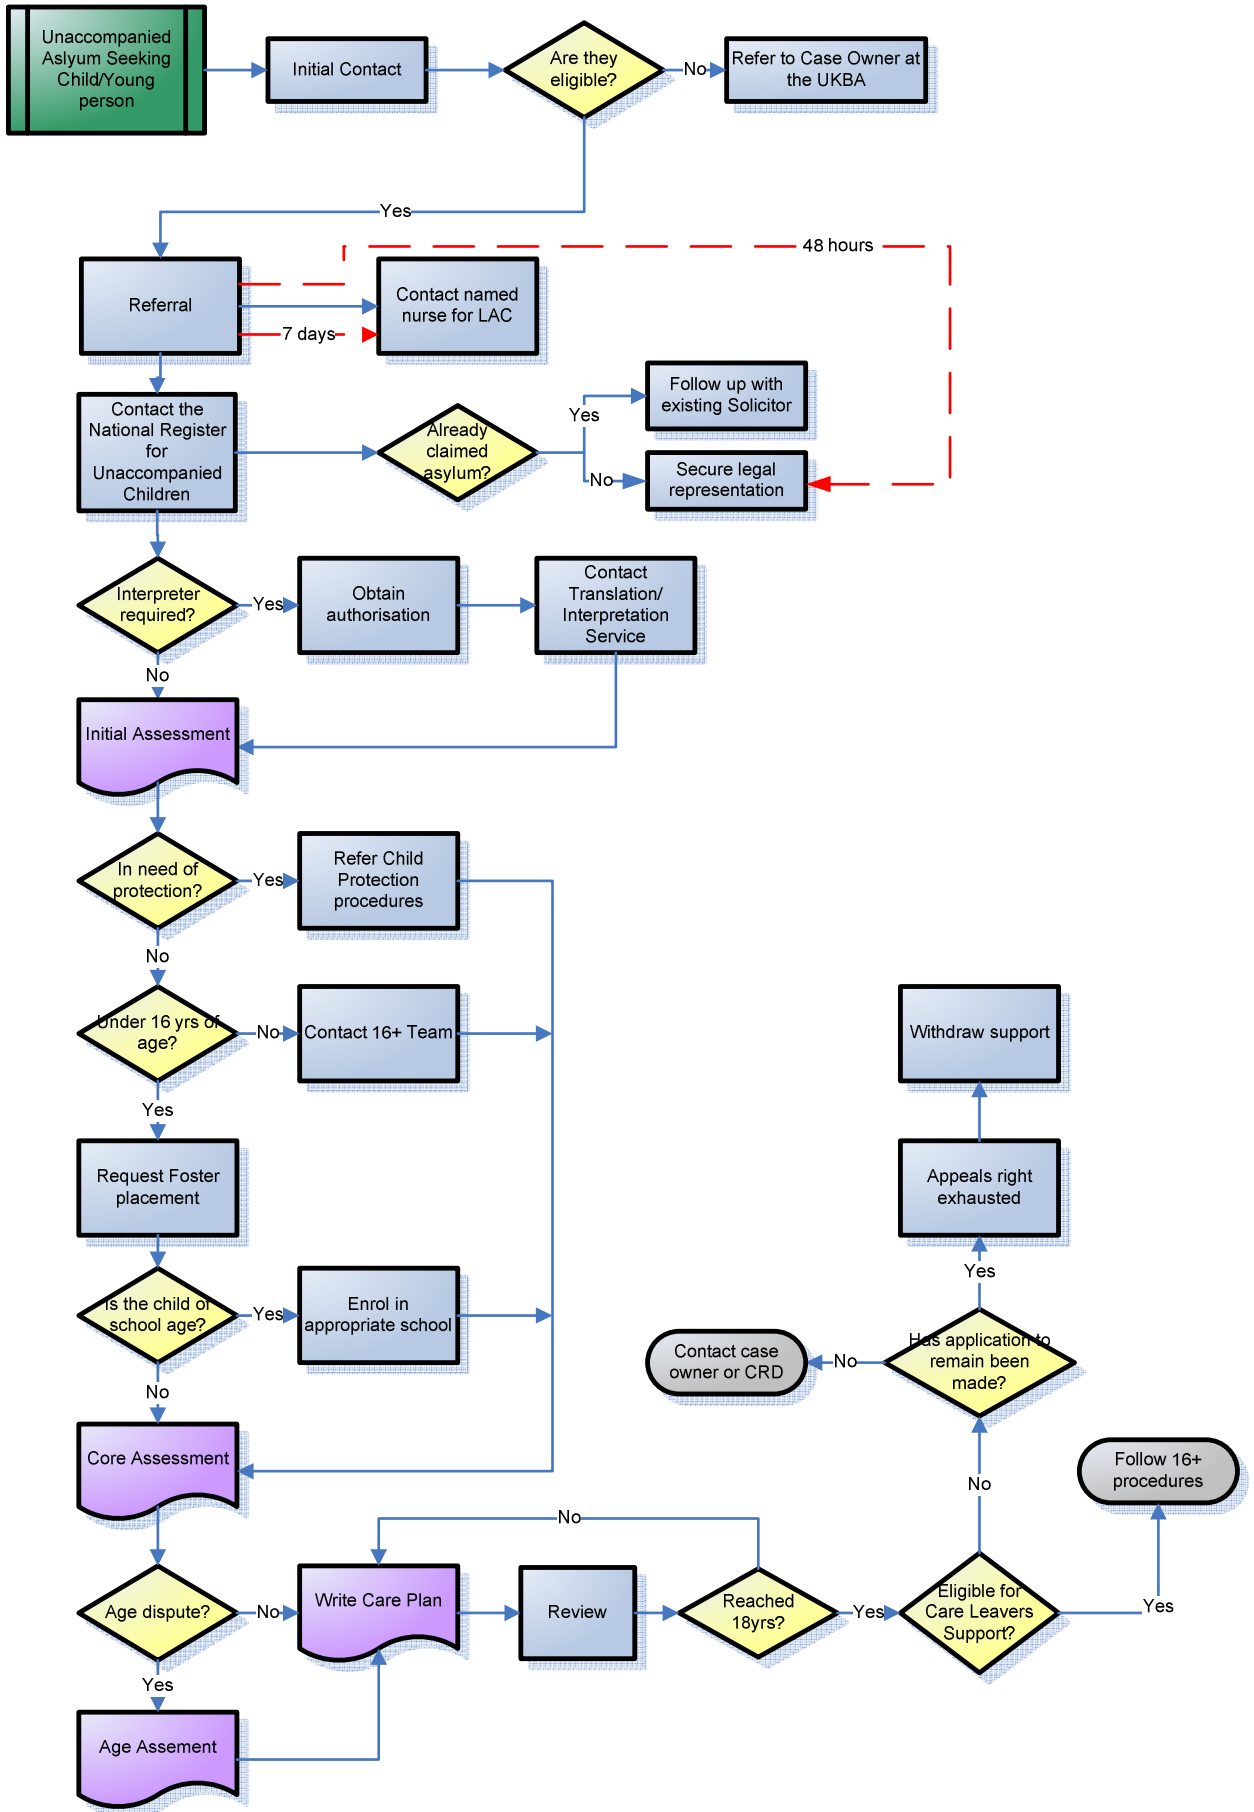 Unaccompanied
Aslyum Seeking
Child/Young
person
Initial Contact
Are they
eligible?
No
Refer to Case Owner at
the UKBA
Yes
48 hours
Referral
Contact named
nurse for LAC
7 days
Contact the
National Register
for
Unaccompanied
Children
Already
claimed
asylum?
Yes
Follow up with
existing Solicitor
No
Secure legal
representation
Interpreter
required?
Yes
Obtain
authorisation
Contact
Translation/
Interpretation
Service
No
Initial Assessment
In need of
protection?
Yes
Refer Child
Protection
procedures
No
Under 16 yrs of
age?
No
Contact 16+ Team
Withdraw support
Yes
Request Foster
placement
Appeals right
exhausted
Yes
Is the child of
school age?
Yes
Enrol in
appropriate school
Contact case
owner or CRD
No
Has application to
remain been
made?
No
Core Assessment
No
Follow 16+
procedures
No
Age dispute?
No
Write Care Plan
Review
Reached
18yrs?
Yes
Eligible for
Care Leavers
Support?
Yes
Yes
Age Assement